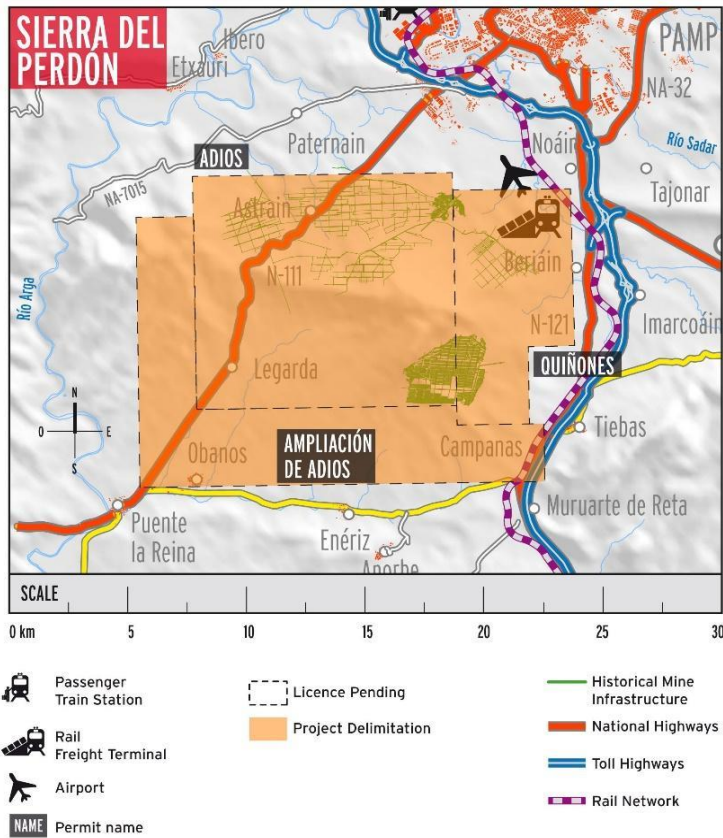 SIERRA DEL
PERDÓN
Ibero
Etxauri
PAMP
NA-32
Paternain
Noáin
Río Sadar
ADIOS
Tajonar
NA-7015
Astrain
Beriáin
N-111
Río Arga
N-121
Imarcoáin
Legarda
QUIÑONES
N
O
E
S
Tiebas
Obanos
AMPLIACIÓN
DE ADIOS
Campanas
Puente
la Reina
Enériz
Muruarte de Reta
SCALE
0 km
5
10
15
20
25
30
Passenger
Train Station
Rail
Freight Terminal
Airport
NAME
Permit name
Licence Pending
Project Delimitation
Historical Mine
Infrastructure
National Highways
Toll Highways
Rail Network